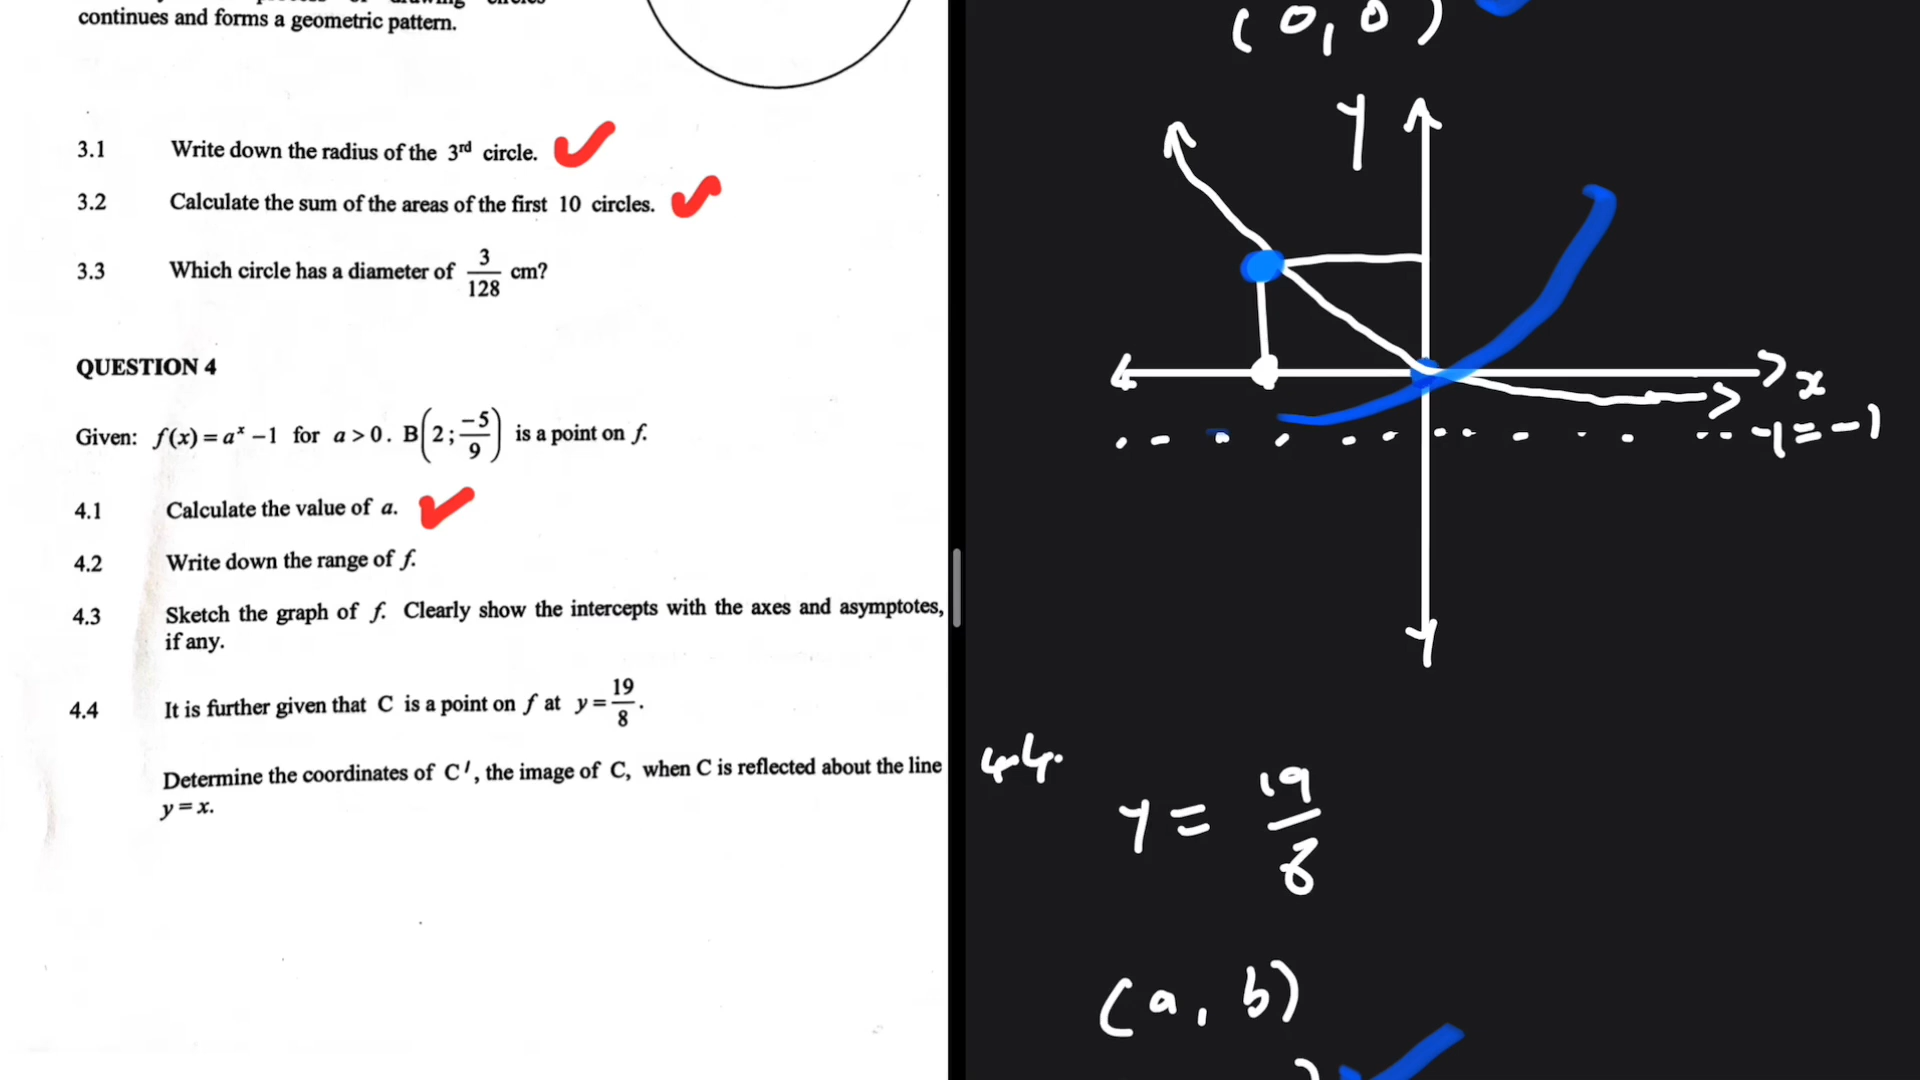 continues and forms a geometric pattern.
3.1 Write down the radius of the 3rd circle.
3.2 Calculate the sum of the areas of the first 10 circles.
3.3 Which circle has a diameter of 3/128 cm?
QUESTION 4
Given: f(x) = a^x − 1 for a > 0. B(2; −5/9) is a point on f.
4.1 Calculate the value of a.
4.2 Write down the range of f.
4.3 Sketch the graph of f. Clearly show the intercepts with the axes and asymptotes,
if any.
4.4 It is further given that C is a point on f at y = 19/8.
Determine the coordinates of C′, the image of C, when C is reflected about the line
y = x.
(0,0)
y
x
-1=-1
4.4.
y = 19/8
(a, b)